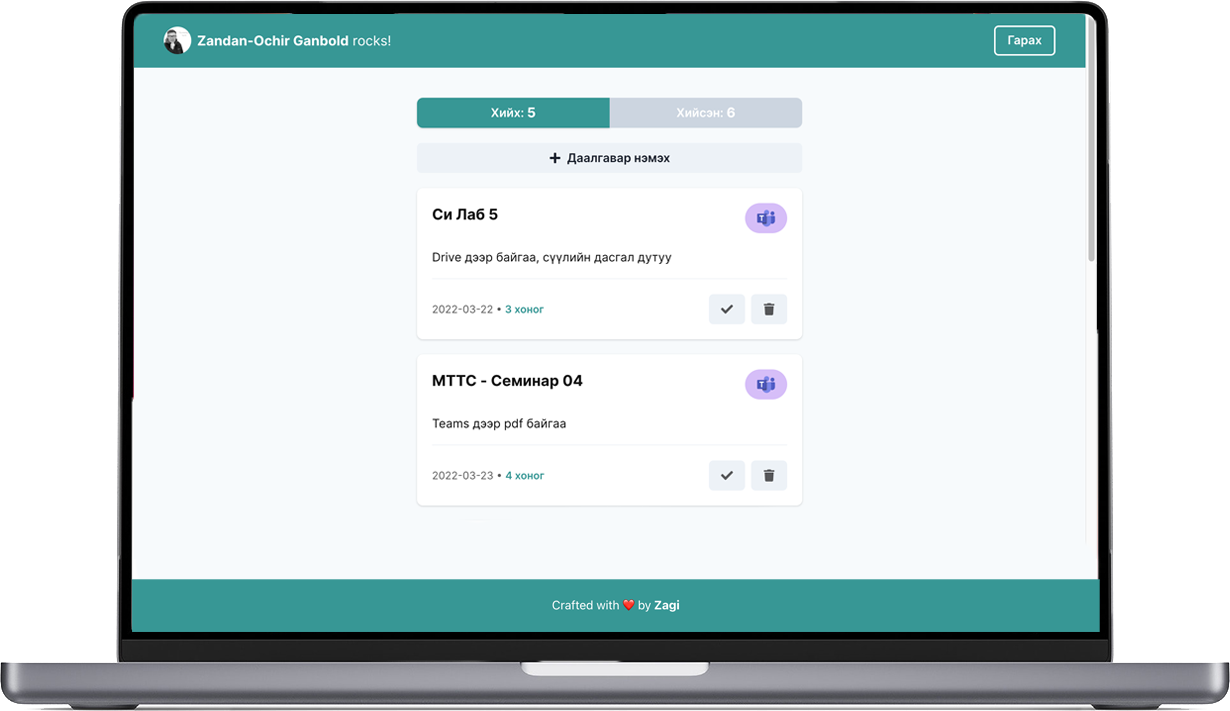 Zandan-Ochir Ganbold rocks!
Гарах
Хийх: 5
Хийсэн: 6
Даалгавар нэмэх
Си Лаб 5
Drive дээр байгаа, сүүлийн дасгал дутуу
2022-03-22 • 3 хоног
МТТС - Семинар 04
Teams дээр pdf байгаа
2022-03-23 • 4 хоног
Crafted with ❤️ by Zagi